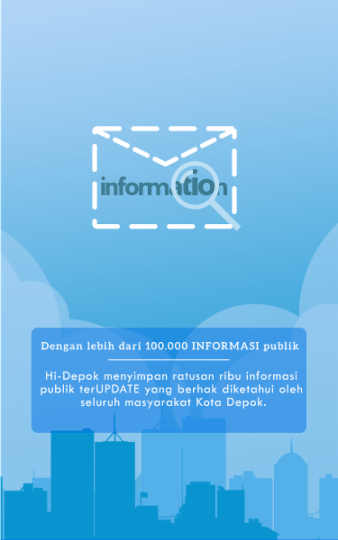 information
Dengan lebih dari 100.000 INFORMASI publik
Hi-Depok menyimpan ratusan ribu informasi
publik terUPDATE yang berhak diketahui oleh
seluruh masyarakat Kota Depok.